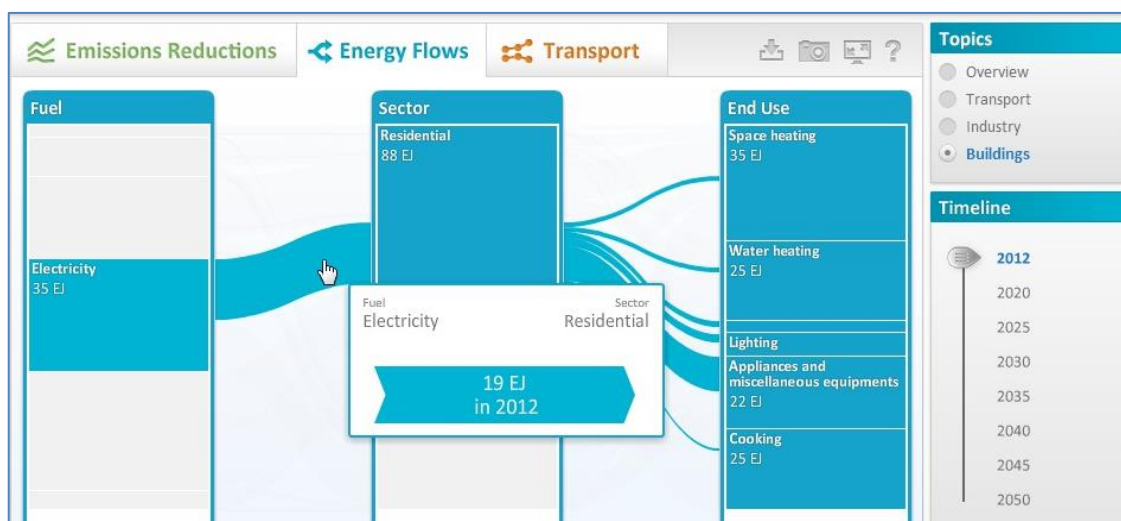 Emissions Reductions
Energy Flows
Transport
?
Fuel
Electricity
35 EJ
Sector
Residential
88 EJ
Fuel
Electricity
Sector
Residential
19 EJ
in 2012
End Use
Space heating
35 EJ
Water heating
25 EJ
Lighting
Appliances and
miscellaneous equipments
22 EJ
Cooking
25 EJ
Topics
Overview
Transport
Industry
Buildings
Timeline
2012
2020
2025
2030
2035
2040
2045
2050